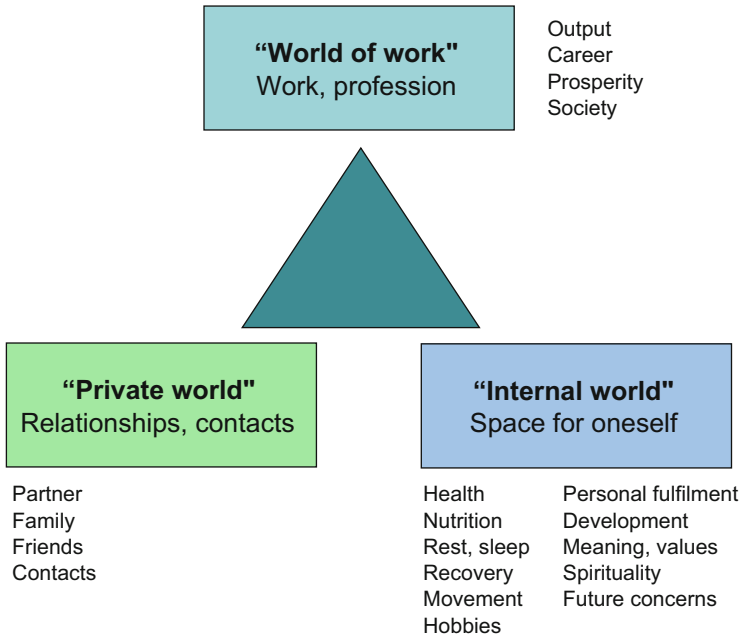 “World of work"
Work, profession
Output
Career
Prosperity
Society
“Private world"
Relationships, contacts
Partner
Family
Friends
Contacts
“Internal world"
Space for oneself
Health
Nutrition
Rest, sleep
Recovery
Movement
Hobbies
Personal fulfilment
Development
Meaning, values
Spirituality
Future concerns